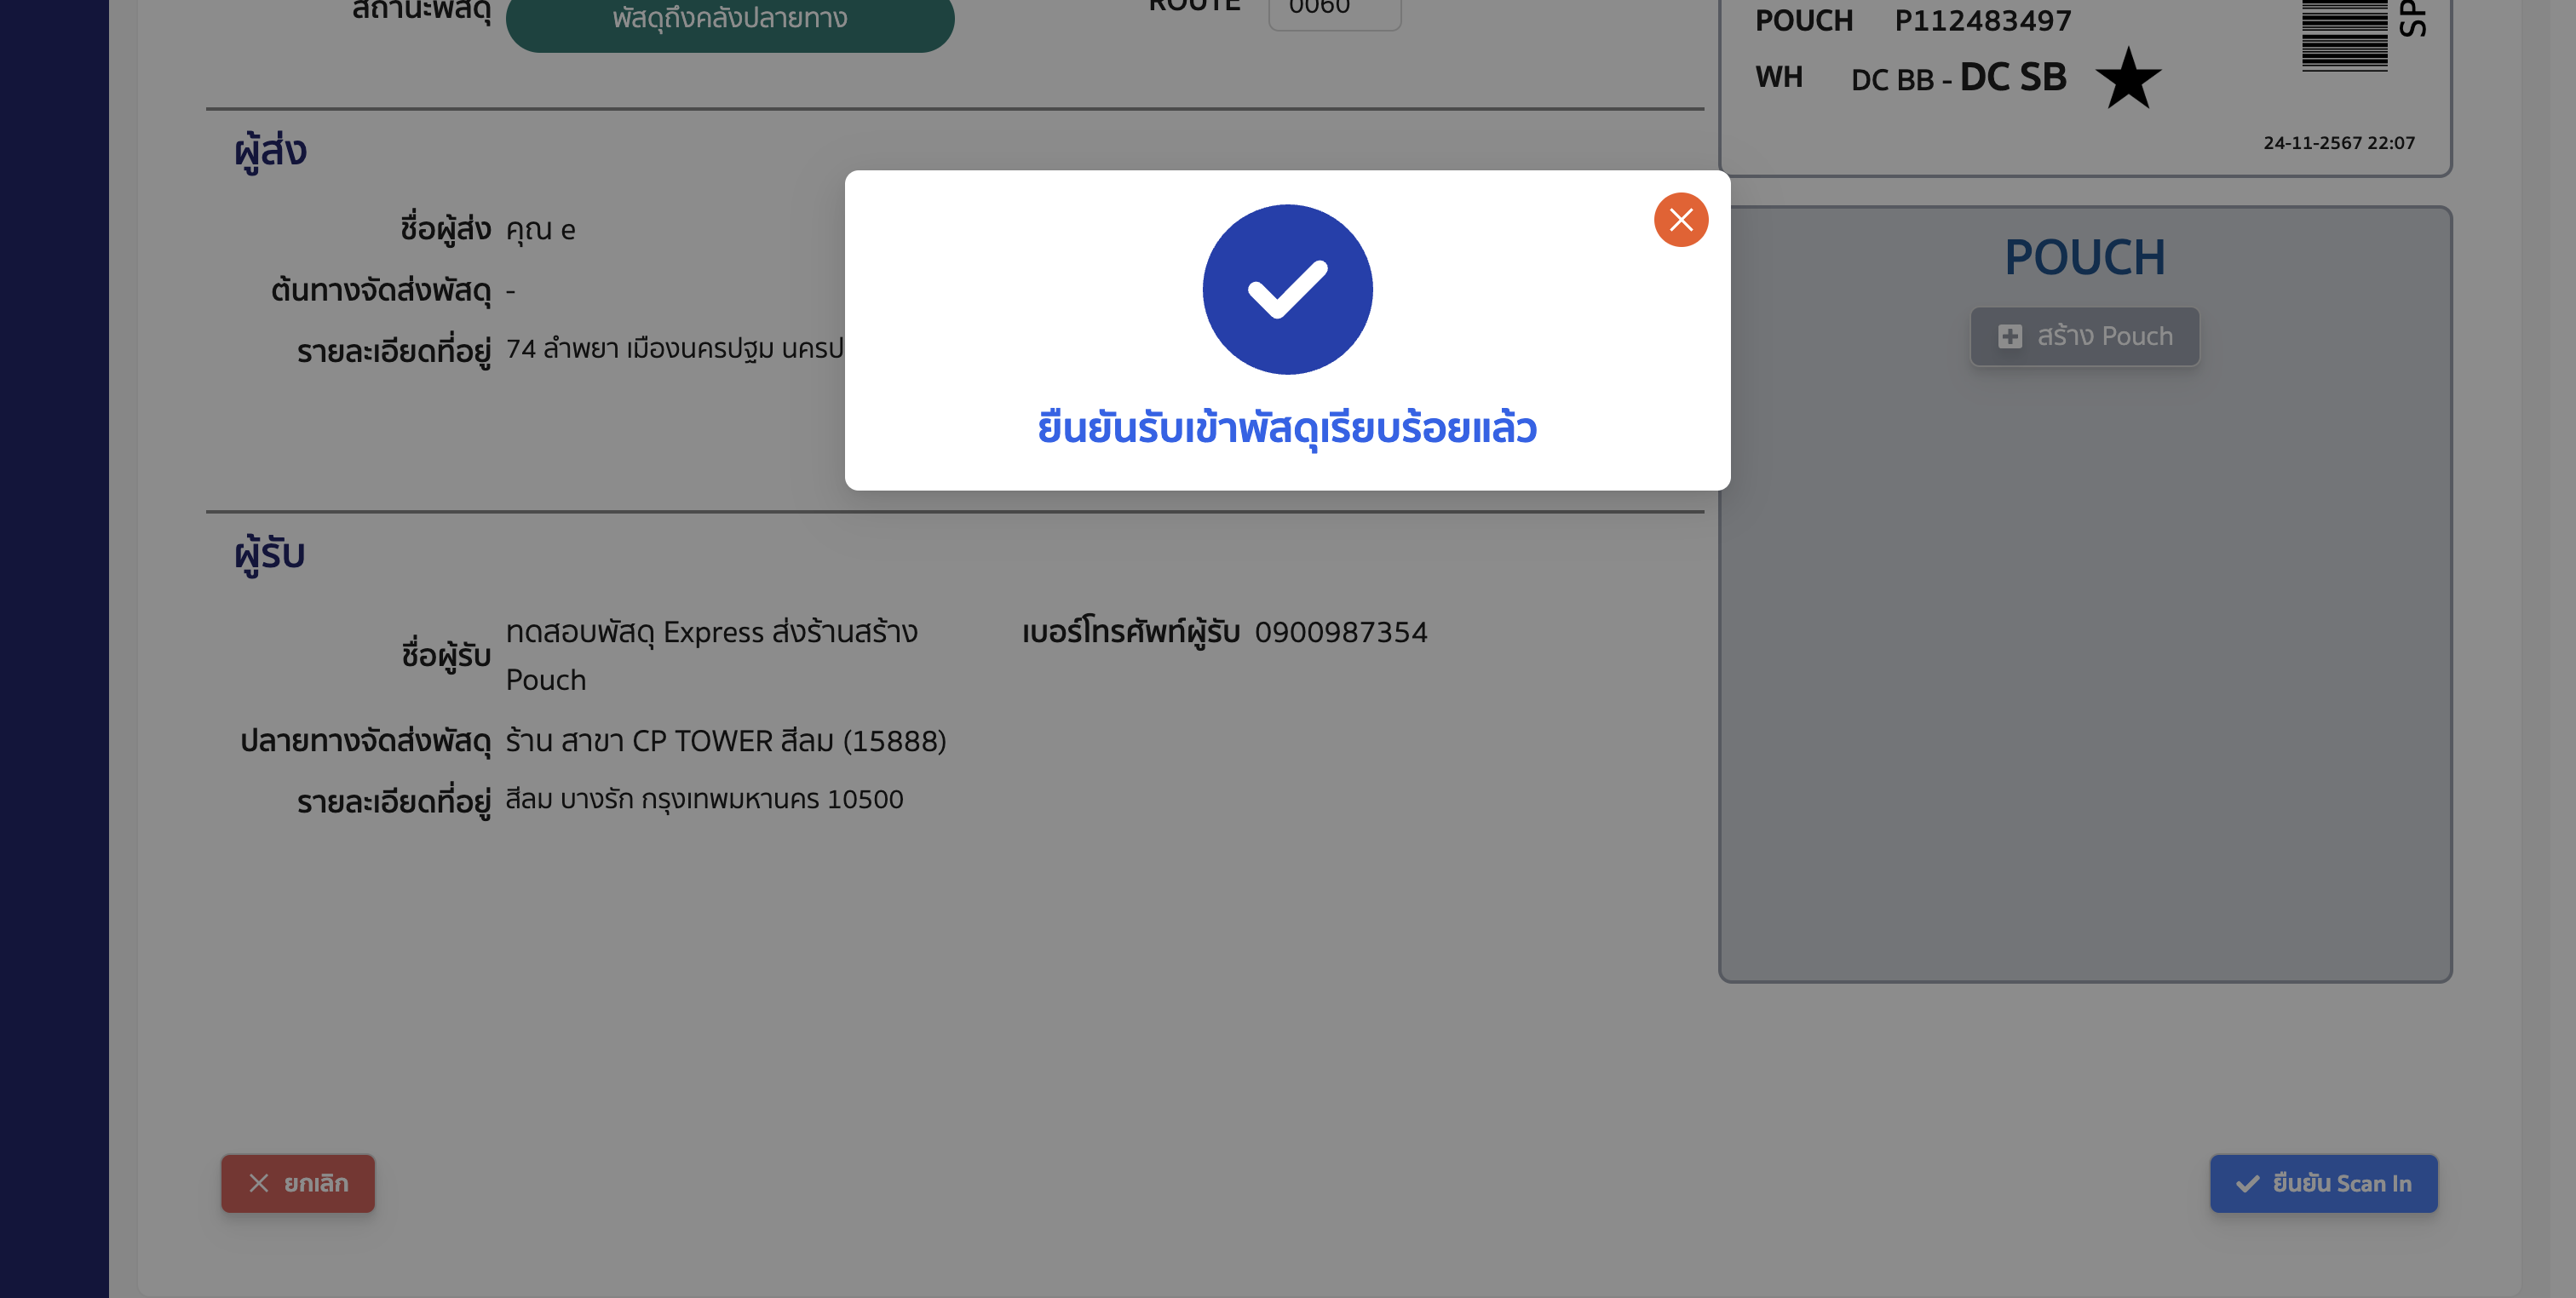 สถานะพัสดุ พัสดุถึงคลังปลายทาง ROUTE 0060
POUCH P112483497
WH DC BB - DC SB
SP
24-11-2567 22:07
ผู้ส่ง
ชื่อผู้ส่ง คุณ e
ต้นทางจัดส่งพัสดุ -
รายละเอียดที่อยู่ 74 ลำพยา เมืองนครปฐม นครป
ยืนยันรับเข้าพัสดุเรียบร้อยแล้ว
POUCH
สร้าง Pouch
ผู้รับ
ชื่อผู้รับ ทดสอบพัสดุ Express ส่งร้านสร้าง
Pouch
เบอร์โทรศัพท์ผู้รับ 0900987354
ปลายทางจัดส่งพัสดุ ร้าน สาขา CP TOWER สีลม (15888)
รายละเอียดที่อยู่ สีลม บางรัก กรุงเทพมหานคร 10500
ยกเลิก
ยืนยัน Scan In